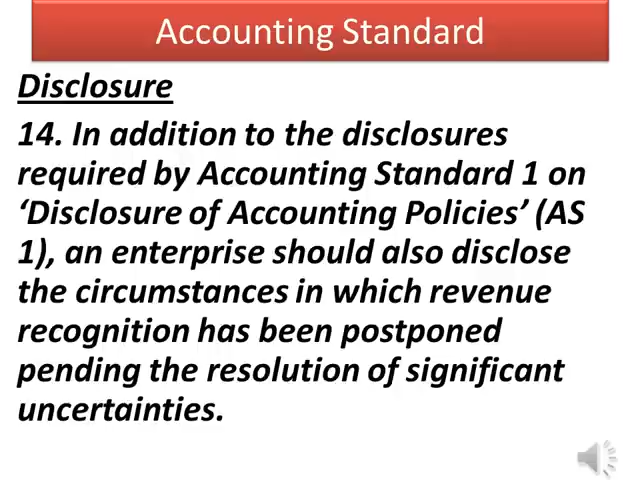 Accounting Standard
Disclosure
14. In addition to the disclosures
required by Accounting Standard 1 on
‘Disclosure of Accounting Policies’ (AS
1), an enterprise should also disclose
the circumstances in which revenue
recognition has been postponed
pending the resolution of significant
uncertainties.